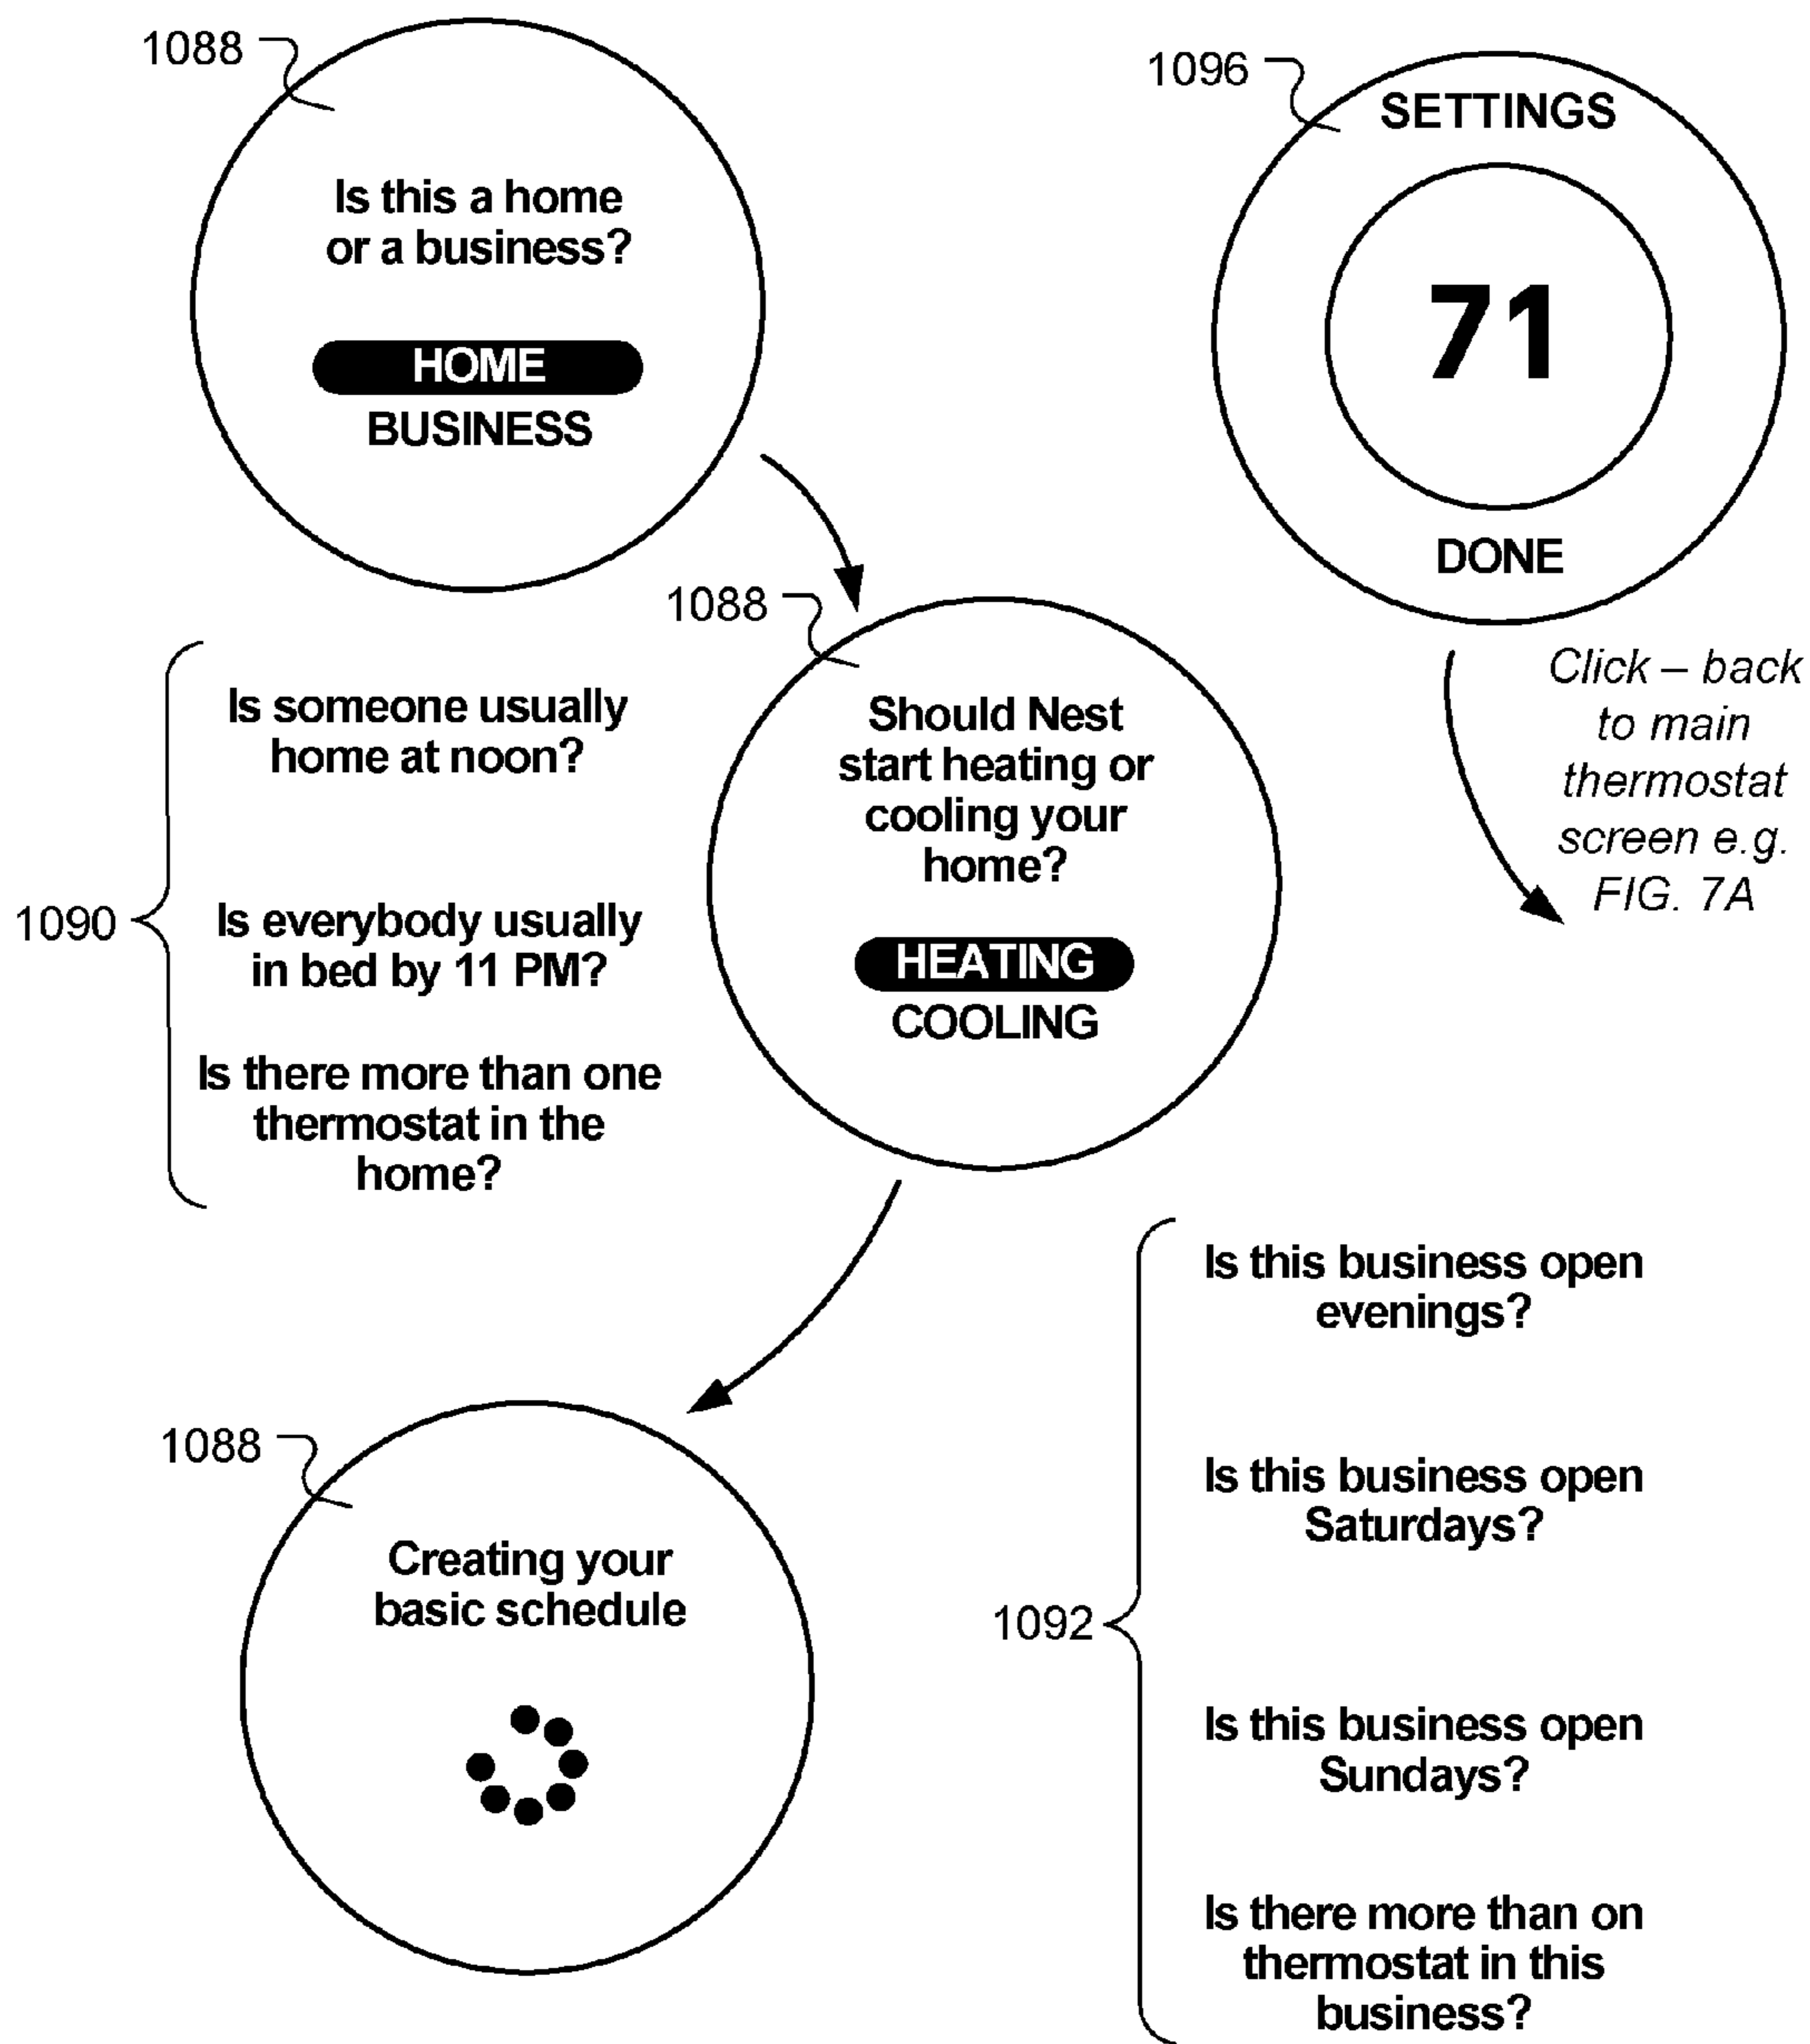 1088
Is this a home
or a business?
HOME
BUSINESS
1096
SETTINGS
71
DONE
Click – back
to main
thermostat
screen e.g.
FIG. 7A
1088
Should Nest
start heating or
cooling your
home?
HEATING
COOLING
1090
Is someone usually
home at noon?
Is everybody usually
in bed by 11 PM?
Is there more than one
thermostat in the
home?
1088
Creating your
basic schedule
1092
Is this business open
evenings?
Is this business open
Saturdays?
Is this business open
Sundays?
Is there more than on
thermostat in this
business?